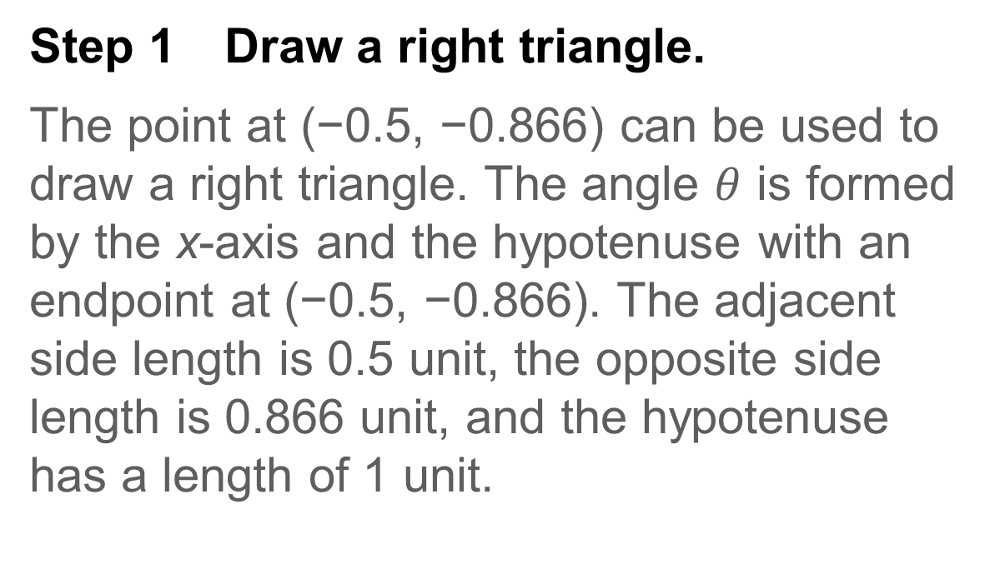 Step 1 Draw a right triangle.
The point at (−0.5, −0.866) can be used to
draw a right triangle. The angle θ is formed
by the x-axis and the hypotenuse with an
endpoint at (−0.5, −0.866). The adjacent
side length is 0.5 unit, the opposite side
length is 0.866 unit, and the hypotenuse
has a length of 1 unit.